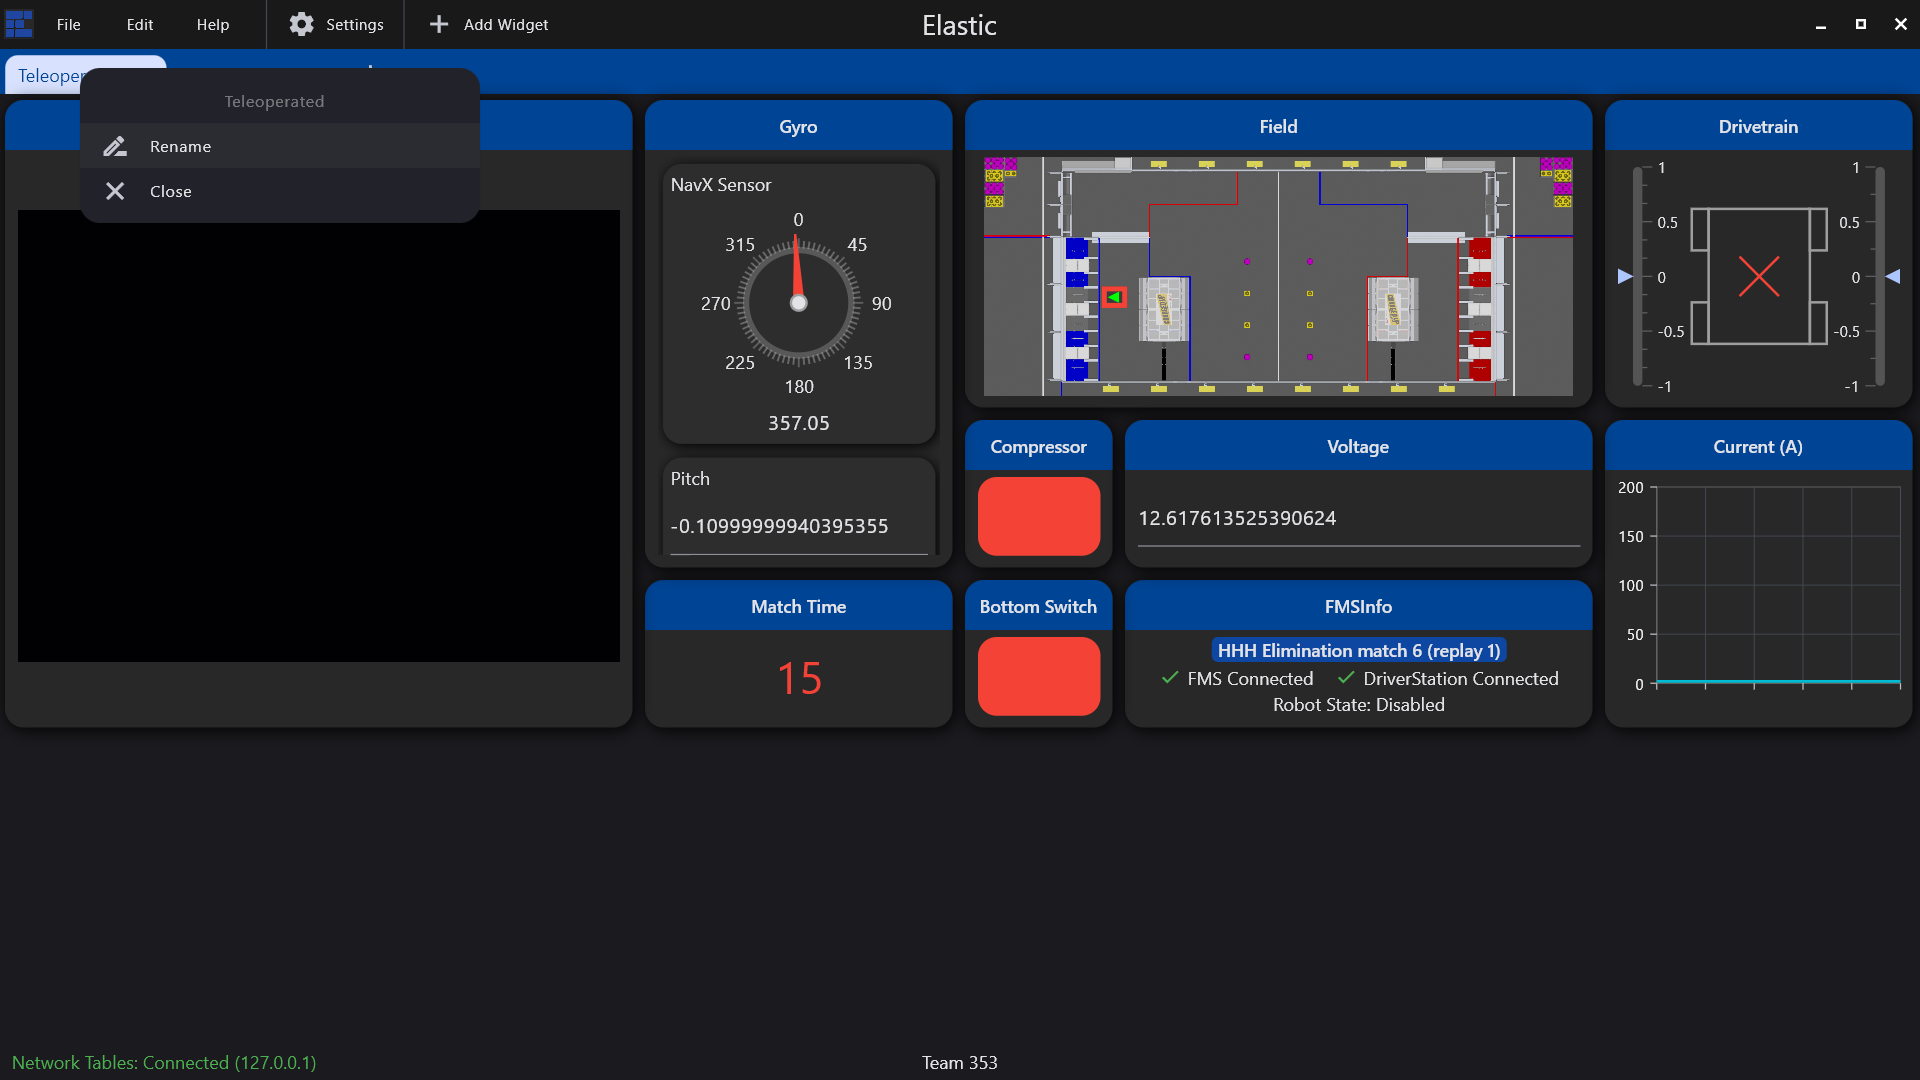 File Edit Help Settings Add Widget Elastic
Teleoper
Teleoperated
Rename
Close
Gyro
NavX Sensor
0
315 45
270 90
225 135
180
357.05
Pitch
-0.10999999940395355
Match Time
15
Field
Compressor
Bottom Switch
Voltage
12.617613525390624
FMSInfo
HHH Elimination match 6 (replay 1)
FMS Connected DriverStation Connected
Robot State: Disabled
Drivetrain
1 1
0.5 0.5
0 0
-0.5 -0.5
-1 -1
Current (A)
200
150
100
50
0
Network Tables: Connected (127.0.0.1) Team 353